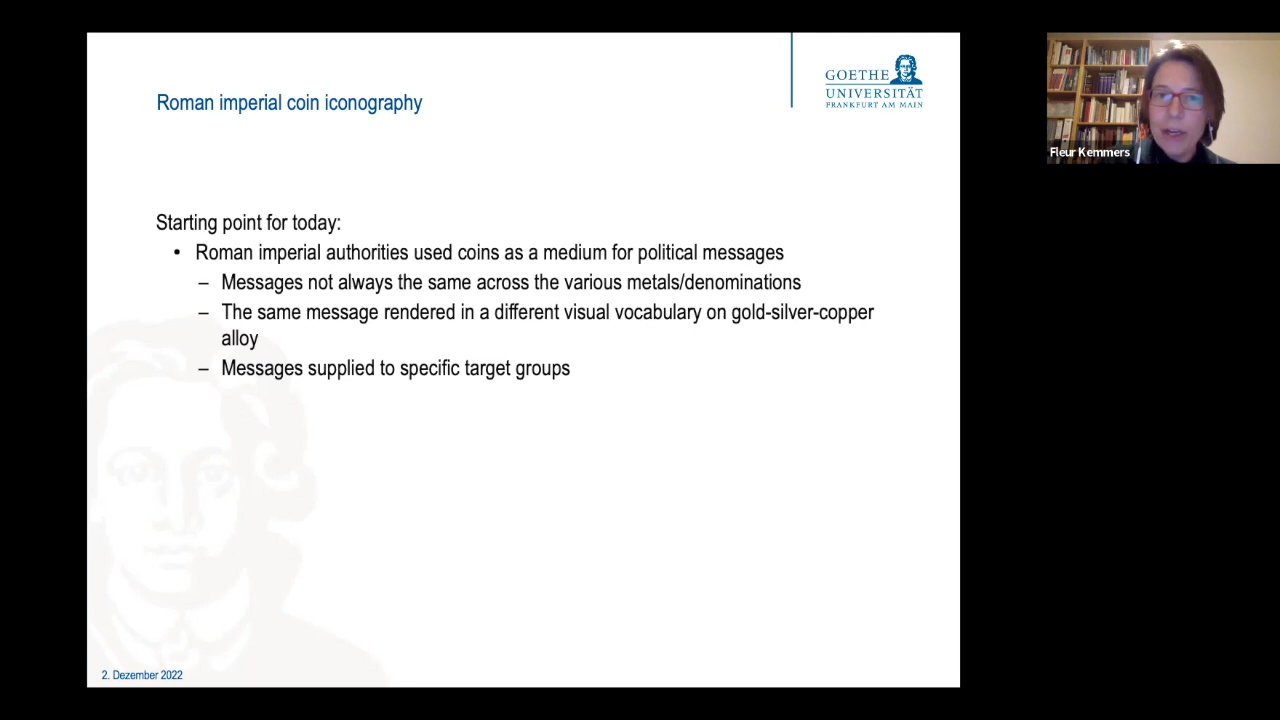 Roman imperial coin iconography
GOETHE
UNIVERSITÄT
FRANKFURT AM MAIN
Fleur Kemmers
Starting point for today:
• Roman imperial authorities used coins as a medium for political messages
– Messages not always the same across the various metals/denominations
– The same message rendered in a different visual vocabulary on gold-silver-copper
alloy
– Messages supplied to specific target groups
2. Dezember 2022